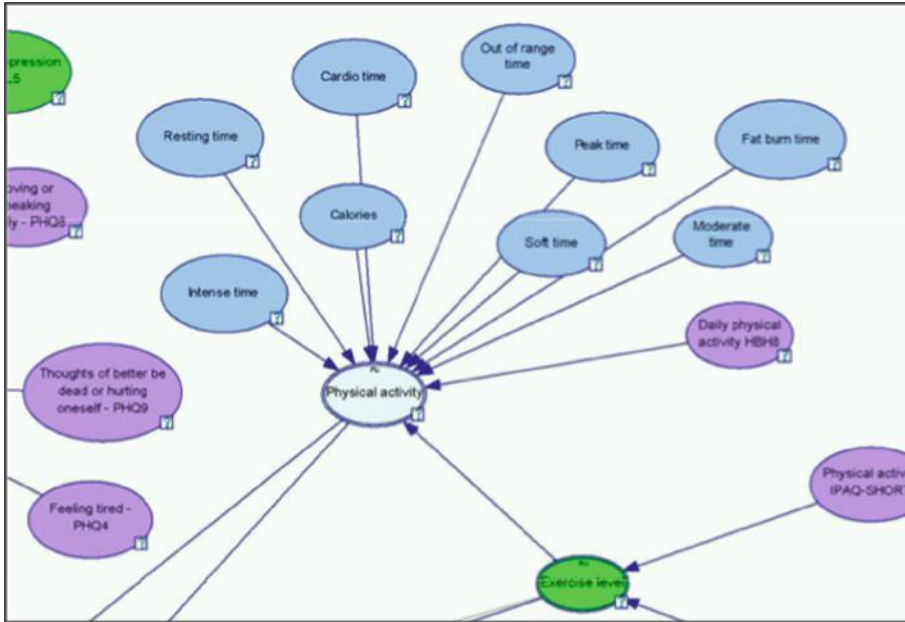 Out of range
time
pression
Cardio time
Resting time
Peak time
Fat burn time
oving or
peaking
ly - PHQ8
Calories
Soft time
Moderate
time
Intense time
Daily physical
activity HBH8
Thoughts of better be
dead or hurting
oneself - PHQ9
Physical activity
Physical activ
IPAQ-SHORT
Feeling tired -
PHQ4
Exercise level